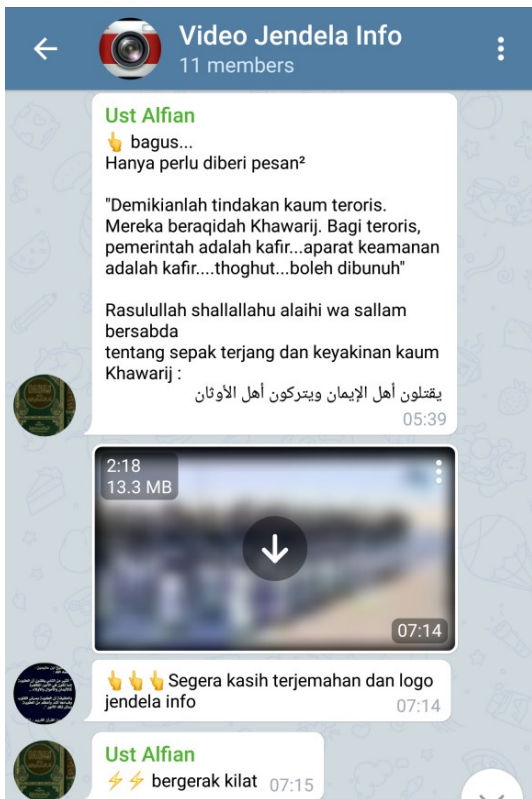 Video Jendela Info
11 members
Ust Alfian
👆 bagus...
Hanya perlu diberi pesan²
"Demikianlah tindakan kaum teroris.
Mereka beraqidah Khawarij. Bagi teroris,
pemerintah adalah kafir...aparat keamanan
adalah kafir....thoghut...boleh dibunuh"
Rasulullah shallallahu alaihi wa sallam
bersabda
tentang sepak terjang dan keyakinan kaum
Khawarij :
يقتلون أهل الإيمان ويتركون أهل الأوثان
05:39
2:18
13.3 MB
07:14
👆👆👆Segera kasih terjemahan dan logo
jendela info
07:14
Ust Alfian
⚡⚡ bergerak kilat 07:15